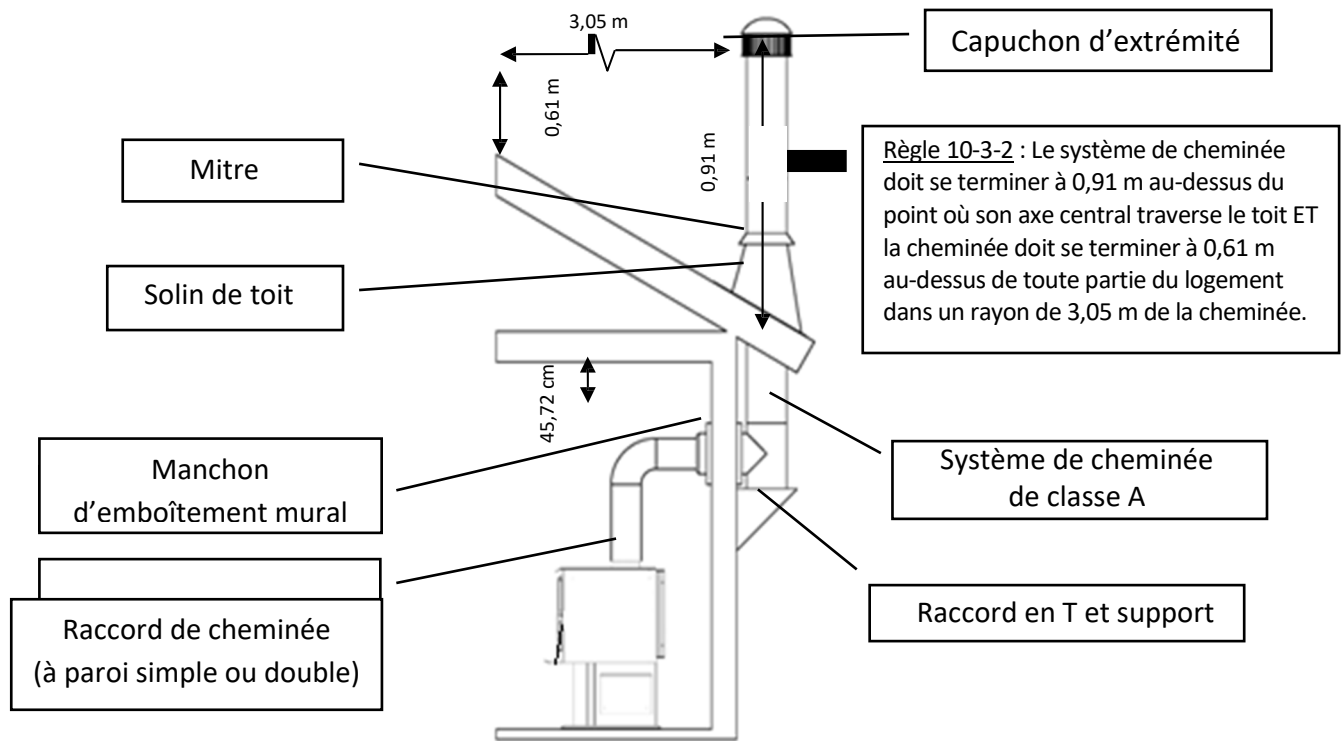 3,05 m
Capuchon d’extrémité
0,61 m
0,91 m
Mitre
Règle 10-3-2 : Le système de cheminée
doit se terminer à 0,91 m au-dessus du
point où son axe central traverse le toit ET
la cheminée doit se terminer à 0,61 m
au-dessus de toute partie du logement
dans un rayon de 3,05 m de la cheminée.
Solin de toit
45,72 cm
Manchon
d’emboîtement mural
Système de cheminée
de classe A
Raccord de cheminée
(à paroi simple ou double)
Raccord en T et support